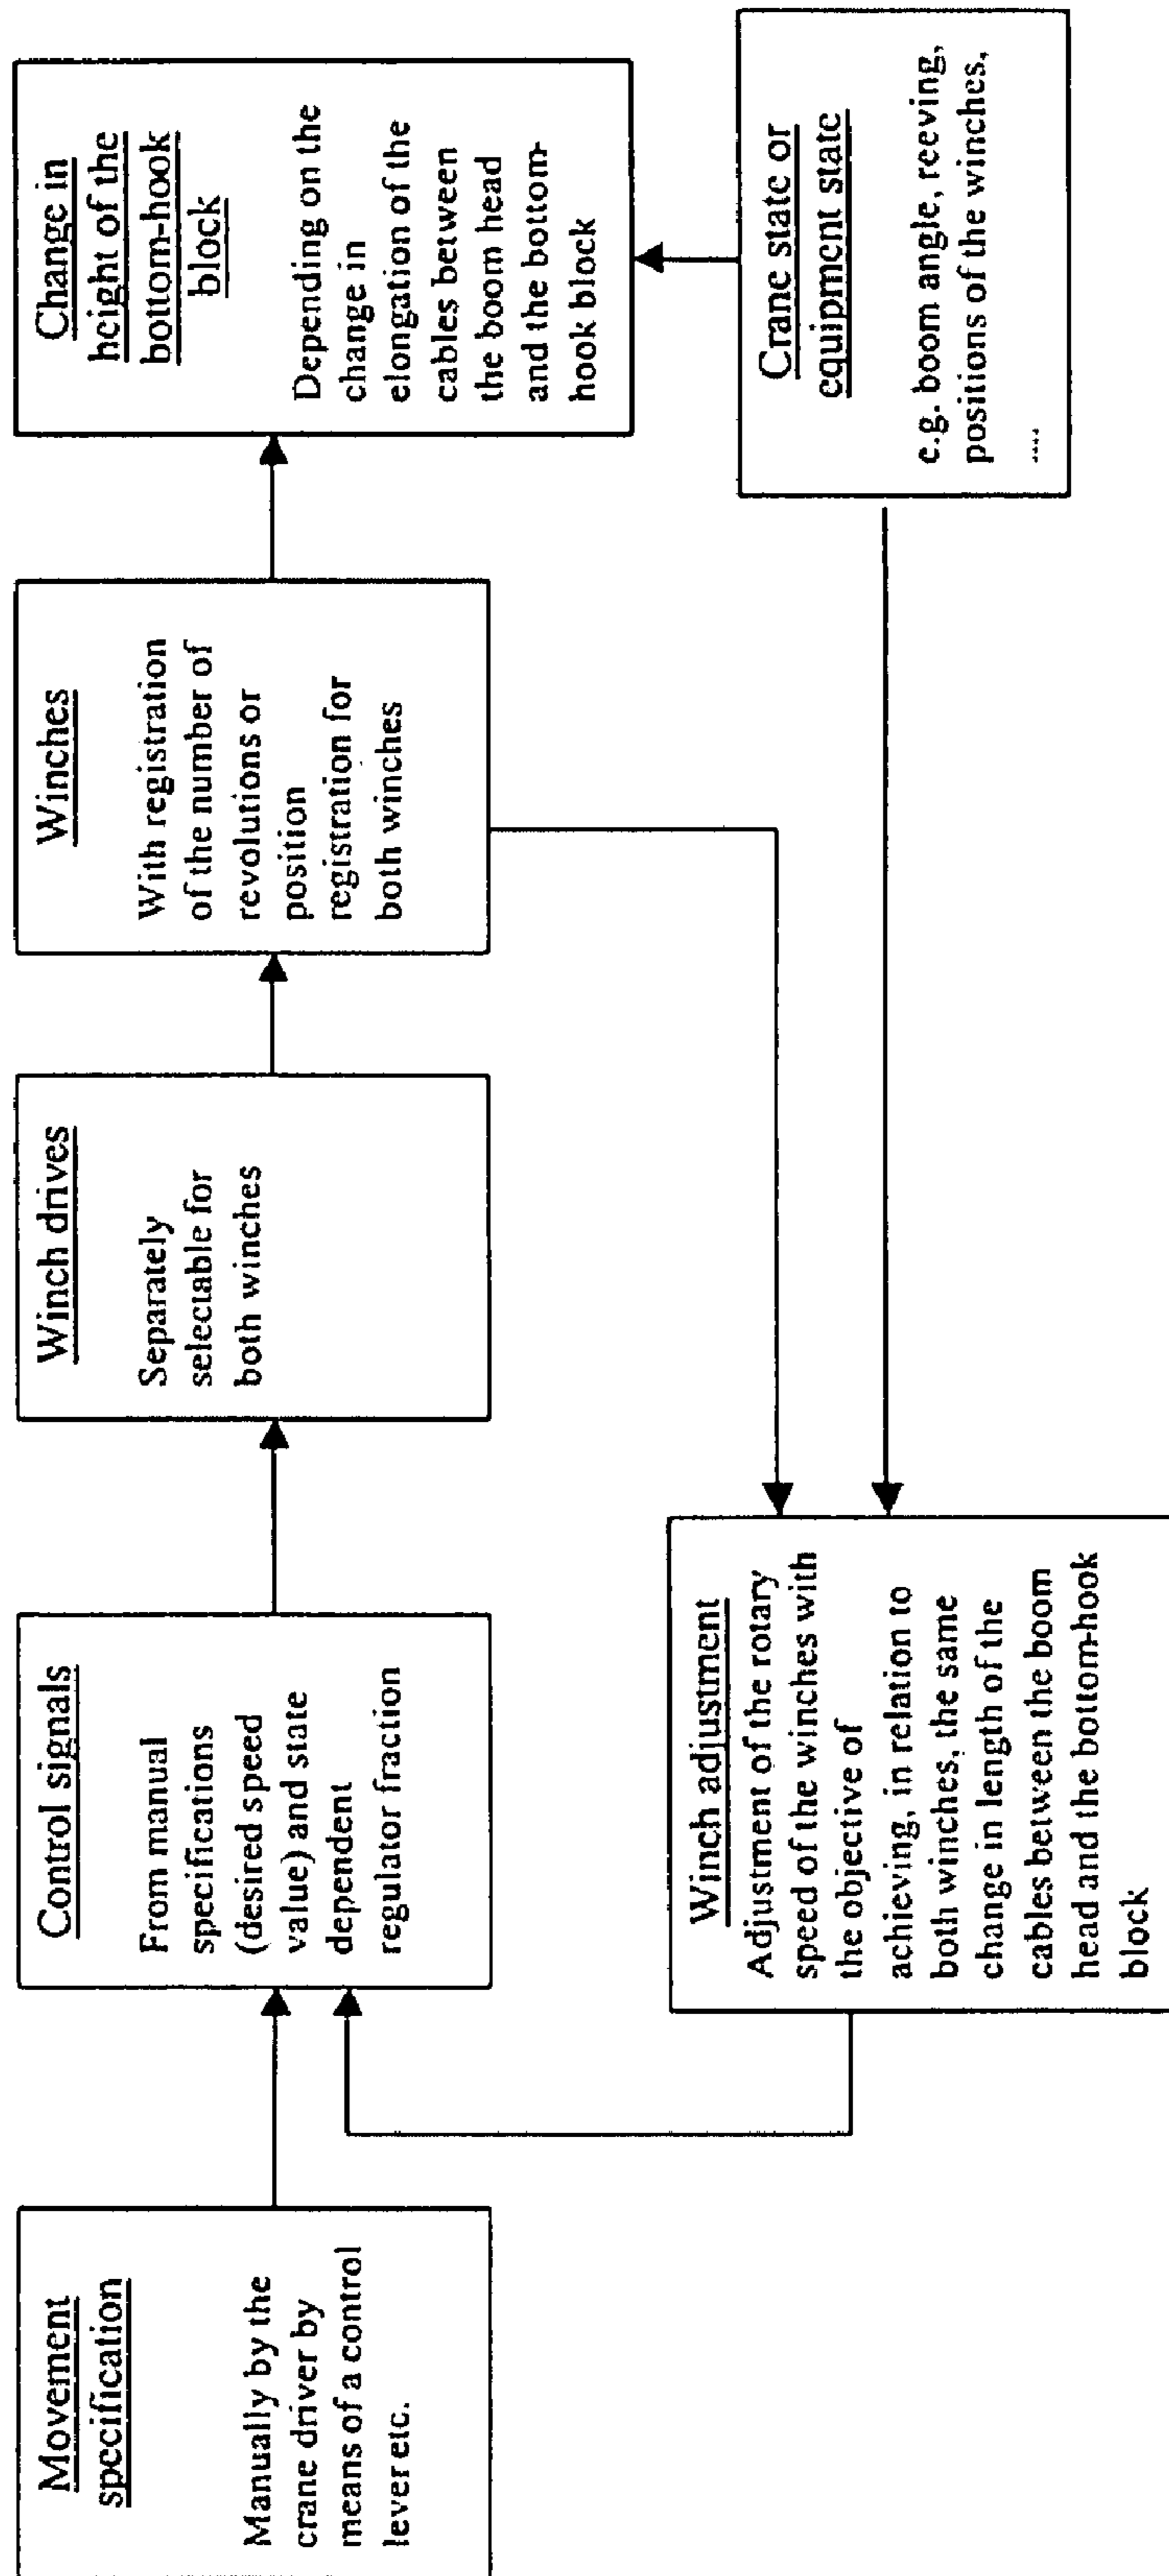 Movement
specification
Manually by the
crane driver by
means of a control
lever etc.
Control signals
From manual
specifications
(desired speed
value) and state
dependent
regulator fraction
Winch drives
Separately
selectable for
both winches
Winches
With registration
of the number of
revolutions or
position
registration for
both winches
Change in
height of the
bottom-hook
block
Depending on the
change in
elongation of the
cables between
the boom head
and the bottom-
hook block
Winch adjustment
Adjustment of the rotary
speed of the winches with
the objective of
achieving, in relation to
both winches, the same
change in length of the
cables between the boom
head and the bottom-hook
block
Crane state or
equipment state
e.g. boom angle, reeving,
positions of the winches,
....